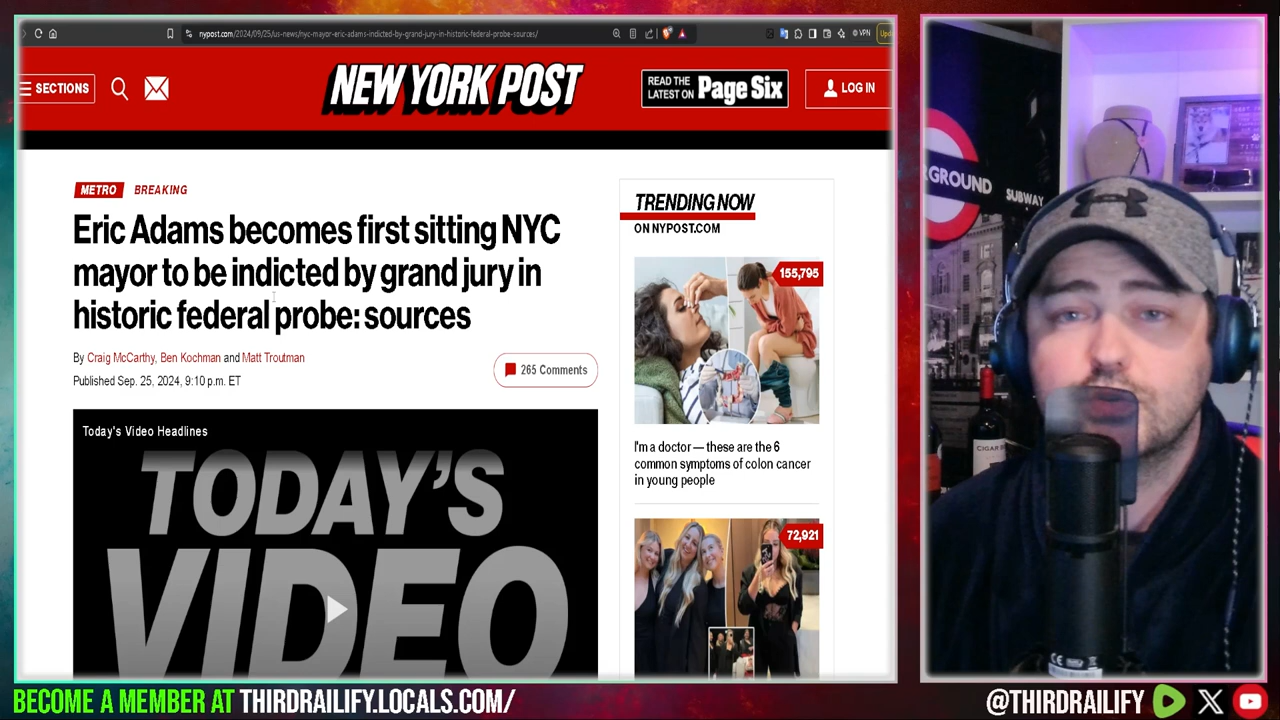 nypost.com/2024/09/25/us-news/nyc-mayor-eric-adams-indicted-by-grand-jury-in-historic-federal-probe-sources/
VPN
SECTIONS
NEW YORK POST
READ THE
LATEST ON
Page Six
LOG IN
METRO BREAKING
Eric Adams becomes first sitting NYC
mayor to be indicted by grand jury in
historic federal probe: sources
By Craig McCarthy, Ben Kochman and Matt Troutman
Published Sep. 25, 2024, 9:10 p.m. ET
265 Comments
Today's Video Headlines
TODAY'S
VIDEO
TRENDING NOW
ON NYPOST.COM
155,795
I'm a doctor — these are the 6
common symptoms of colon cancer
in young people
72,921
GROUND
SUBWAY
CIGAR
BECOME A MEMBER AT THIRDRAILIFY.LOCALS.COM/
@THIRDRAILIFY